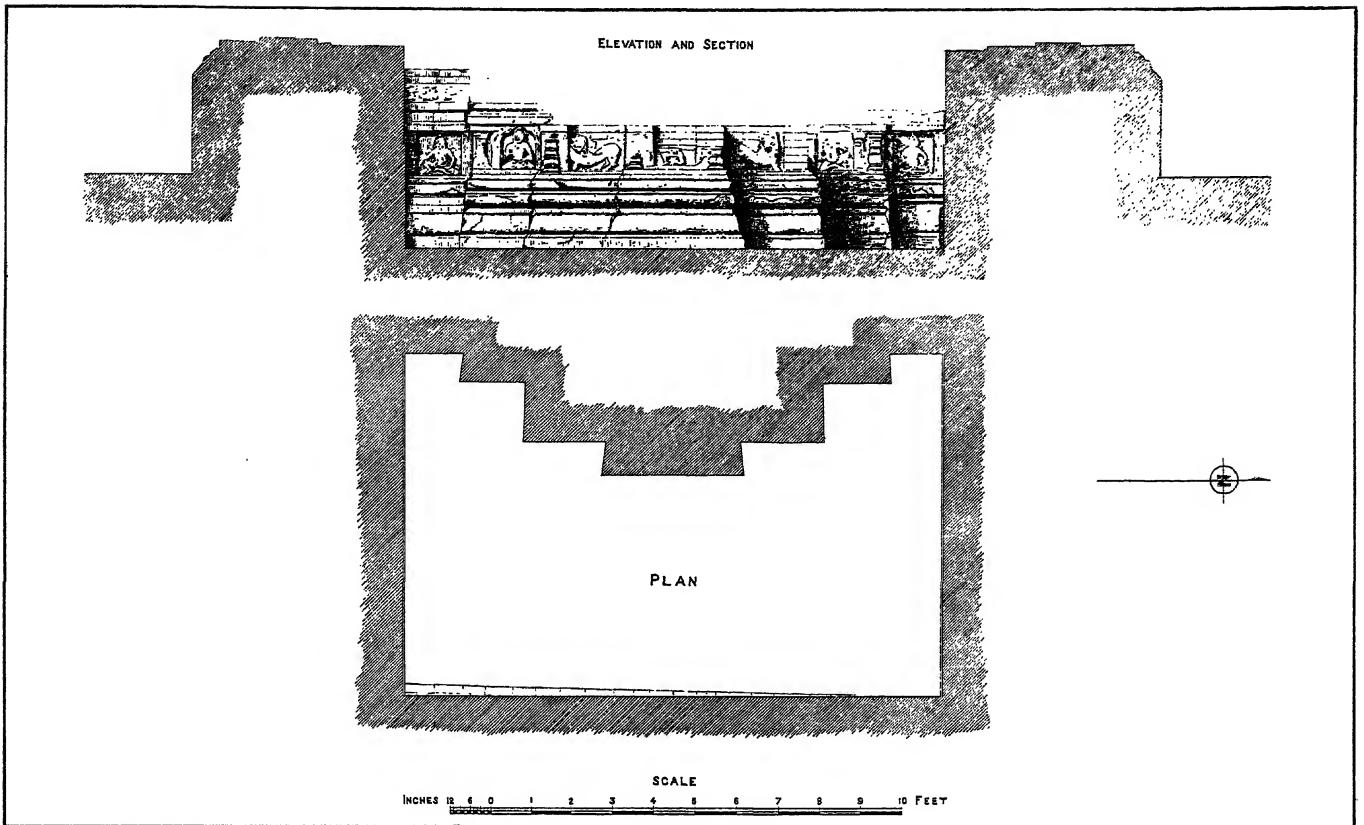 ELEVATION AND SECTION
PLAN
SCALE
INCHES 12 6 0 1 2 3 4 5 6 7 8 9 10 FEET